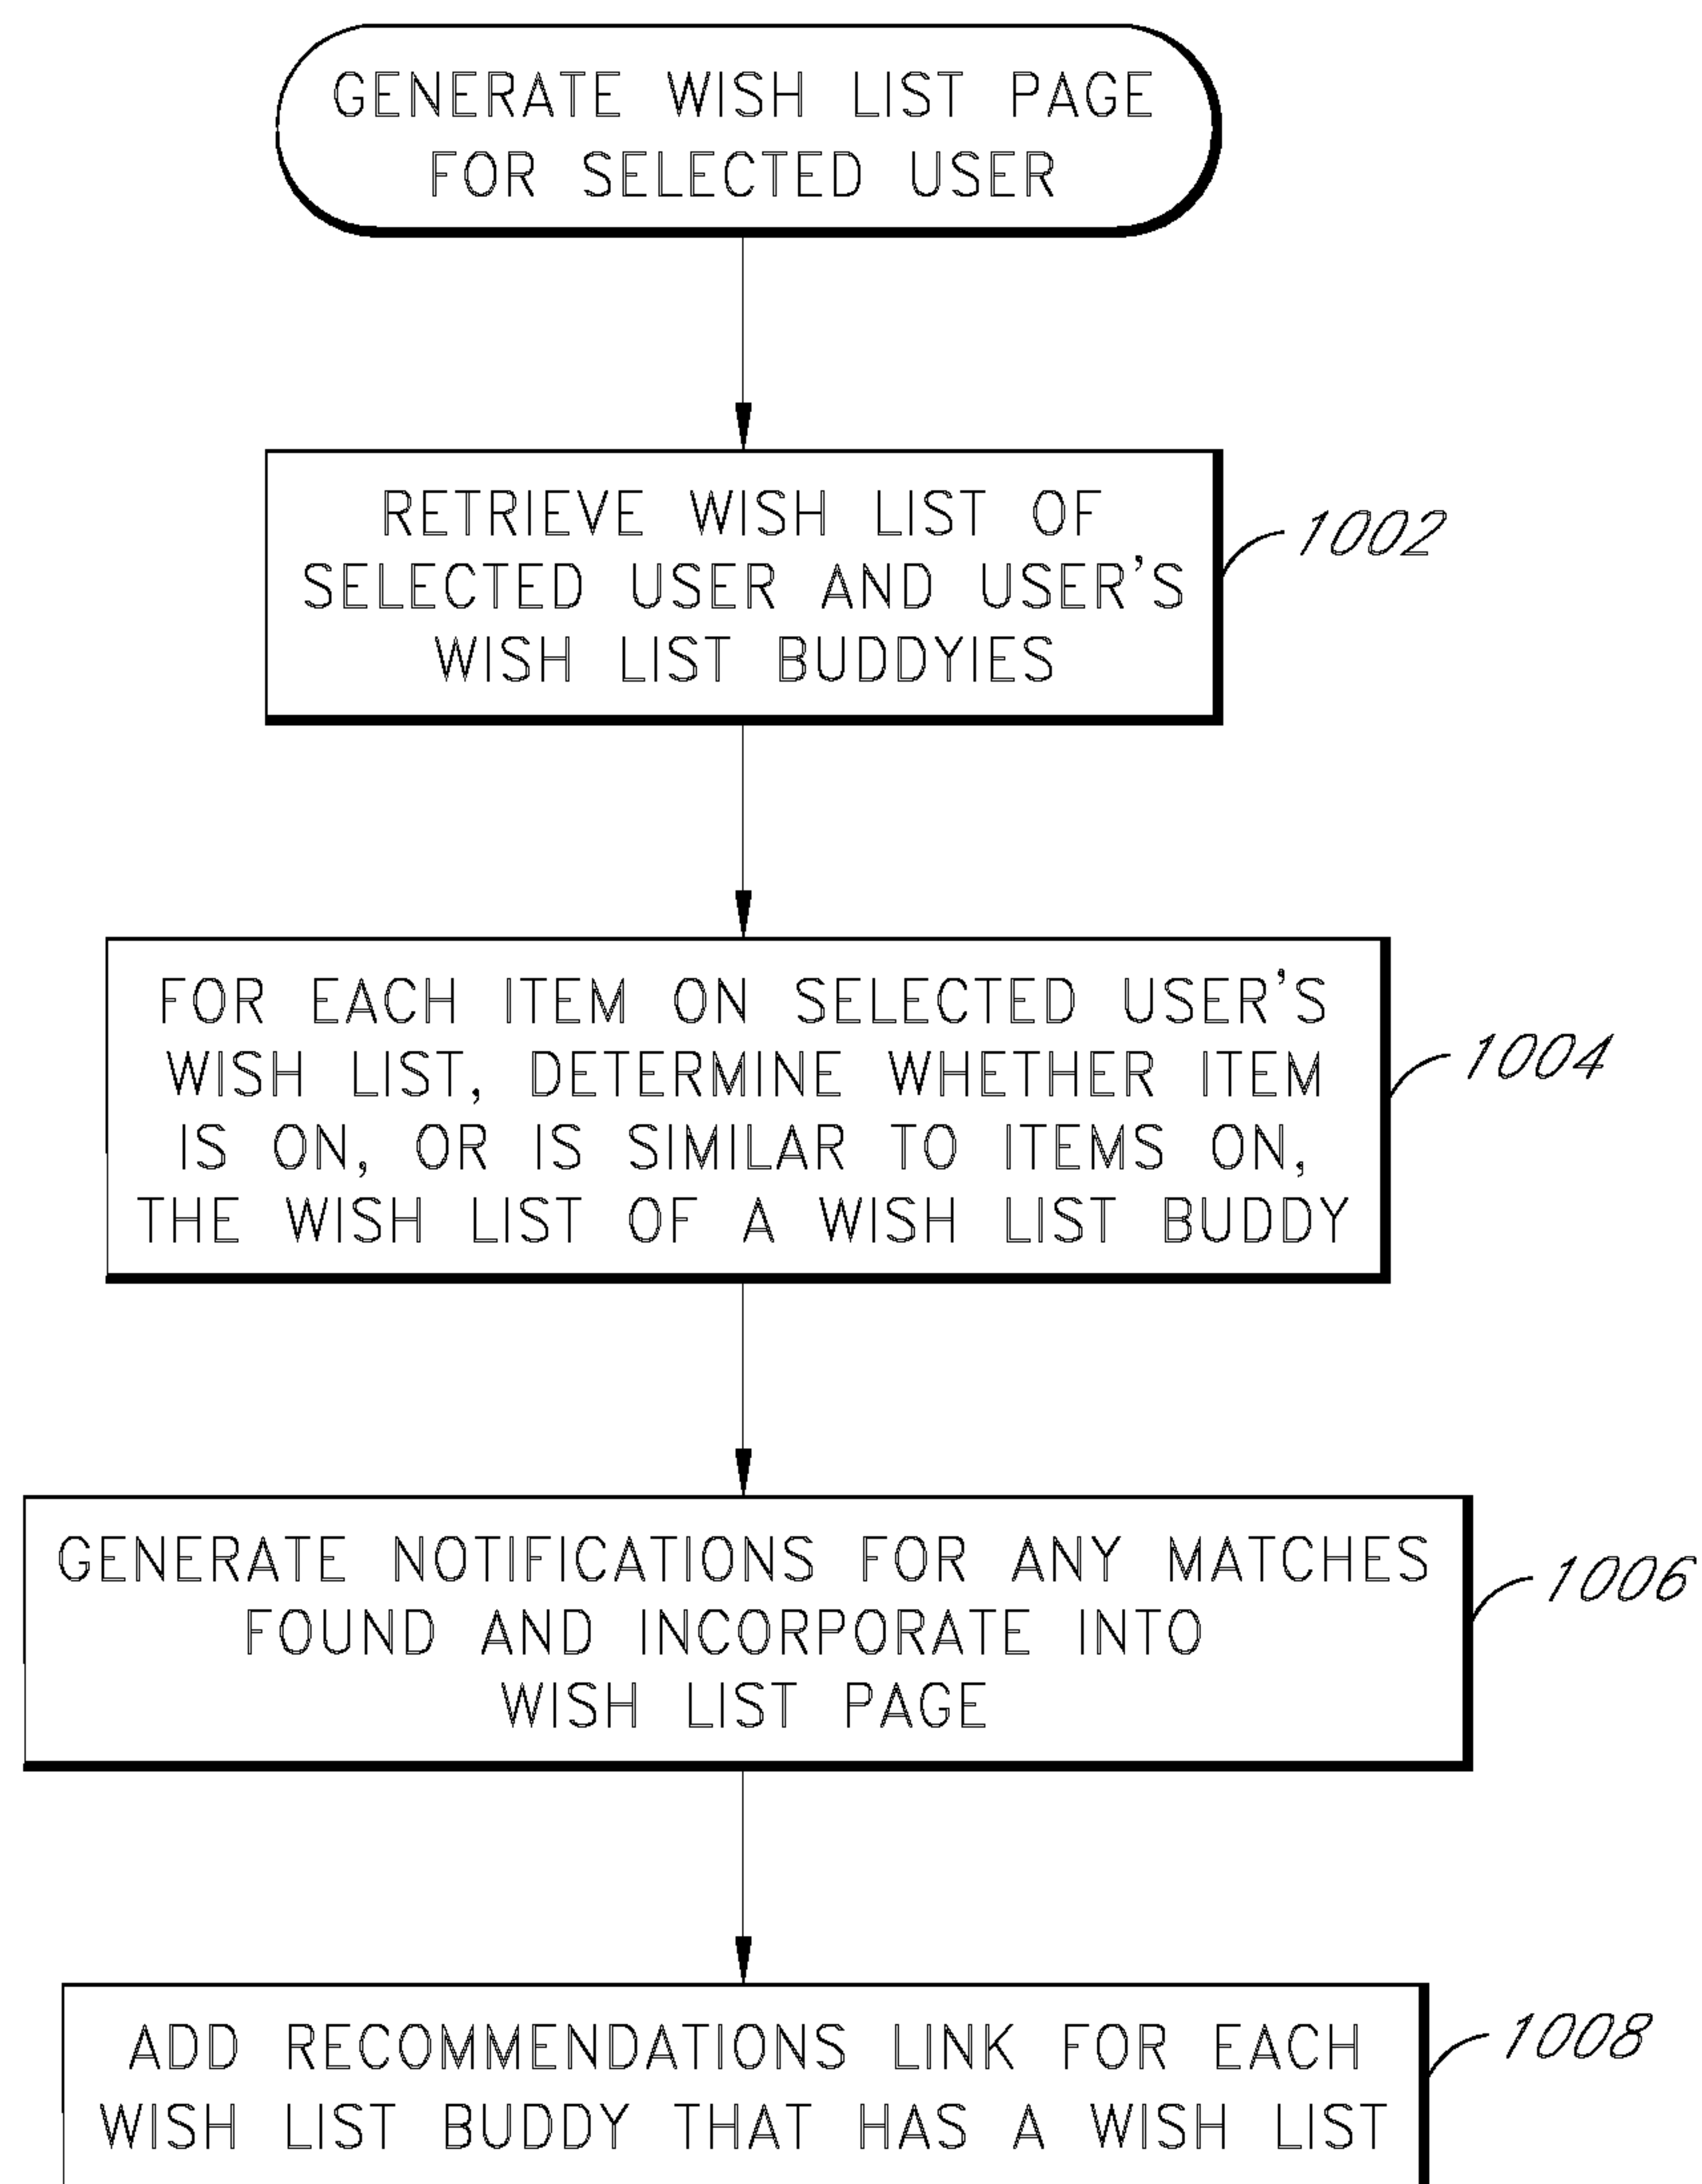 GENERATE WISH LIST PAGE
FOR SELECTED USER
RETRIEVE WISH LIST OF
SELECTED USER AND USER'S
WISH LIST BUDDYIES
1002
FOR EACH ITEM ON SELECTED USER'S
WISH LIST, DETERMINE WHETHER ITEM
IS ON, OR IS SIMILAR TO ITEMS ON,
THE WISH LIST OF A WISH LIST BUDDY
1004
GENERATE NOTIFICATIONS FOR ANY MATCHES
FOUND AND INCORPORATE INTO
WISH LIST PAGE
1006
ADD RECOMMENDATIONS LINK FOR EACH
WISH LIST BUDDY THAT HAS A WISH LIST
1008